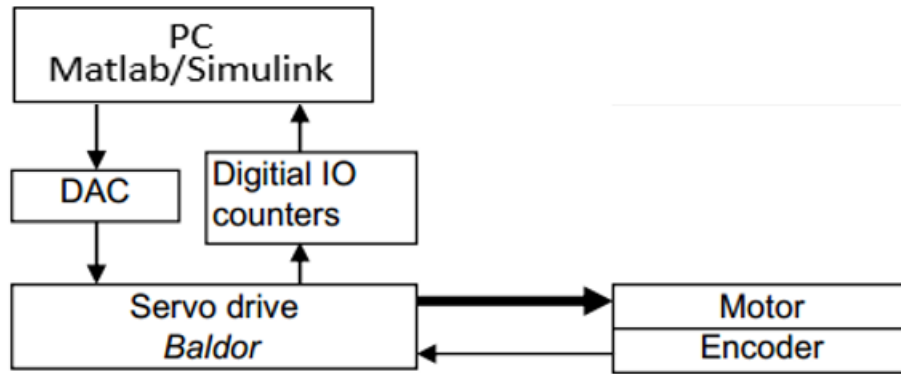 PC
Matlab/Simulink
DAC
Digitial IO
counters
Servo drive
Baldor
Motor
Encoder